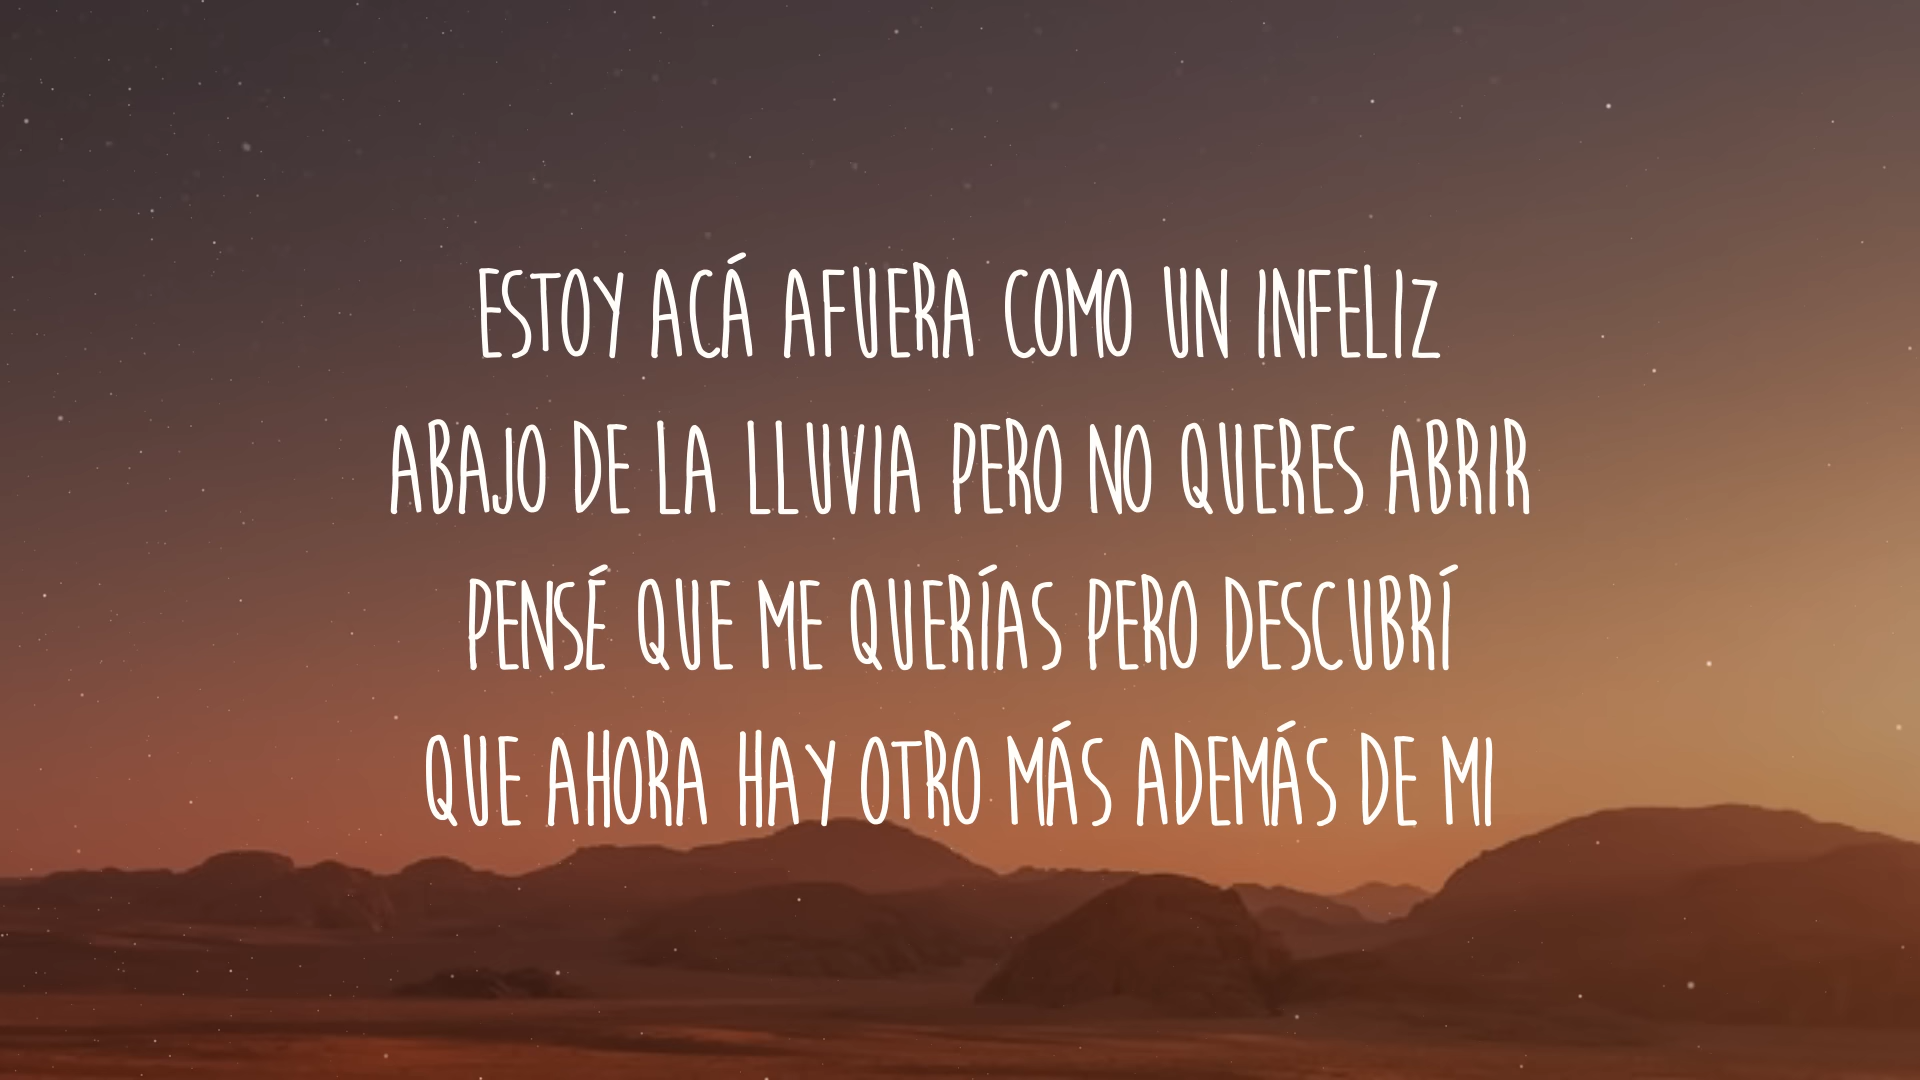 ESTOY ACÁ AFUERA COMO UN INFELIZ
ABAJO DE LA LLUVIA PERO NO QUERES ABRIR
PENSÉ QUE ME QUERÍAS PERO DESCUBRÍ
QUE AHORA HAY OTRO MÁS ADEMÁS DE MI